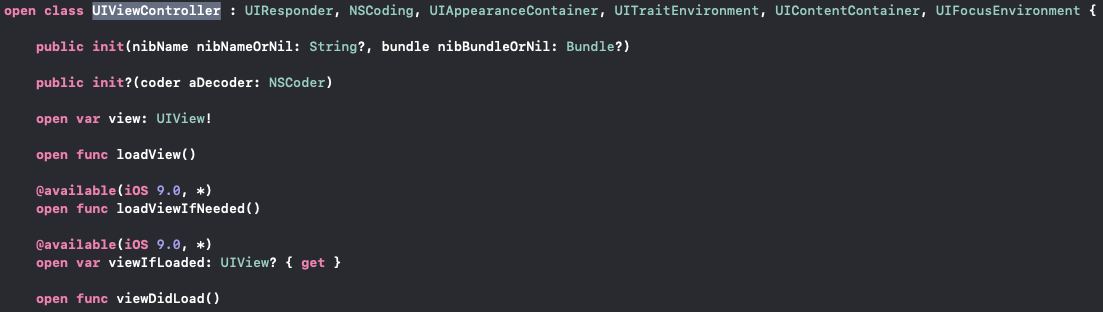 open class UIViewController : UIResponder, NSCoding, UIAppearanceContainer, UITraitEnvironment, UIContentContainer, UIFocusEnvironment {
public init(nibName nibNameOrNil: String?, bundle nibBundleOrNil: Bundle?)
public init?(coder aDecoder: NSCoder)
open var view: UIView!
open func loadView()
@available(iOS 9.0, *)
open func loadViewIfNeeded()
@available(iOS 9.0, *)
open var viewIfLoaded: UIView? { get }
open func viewDidLoad()